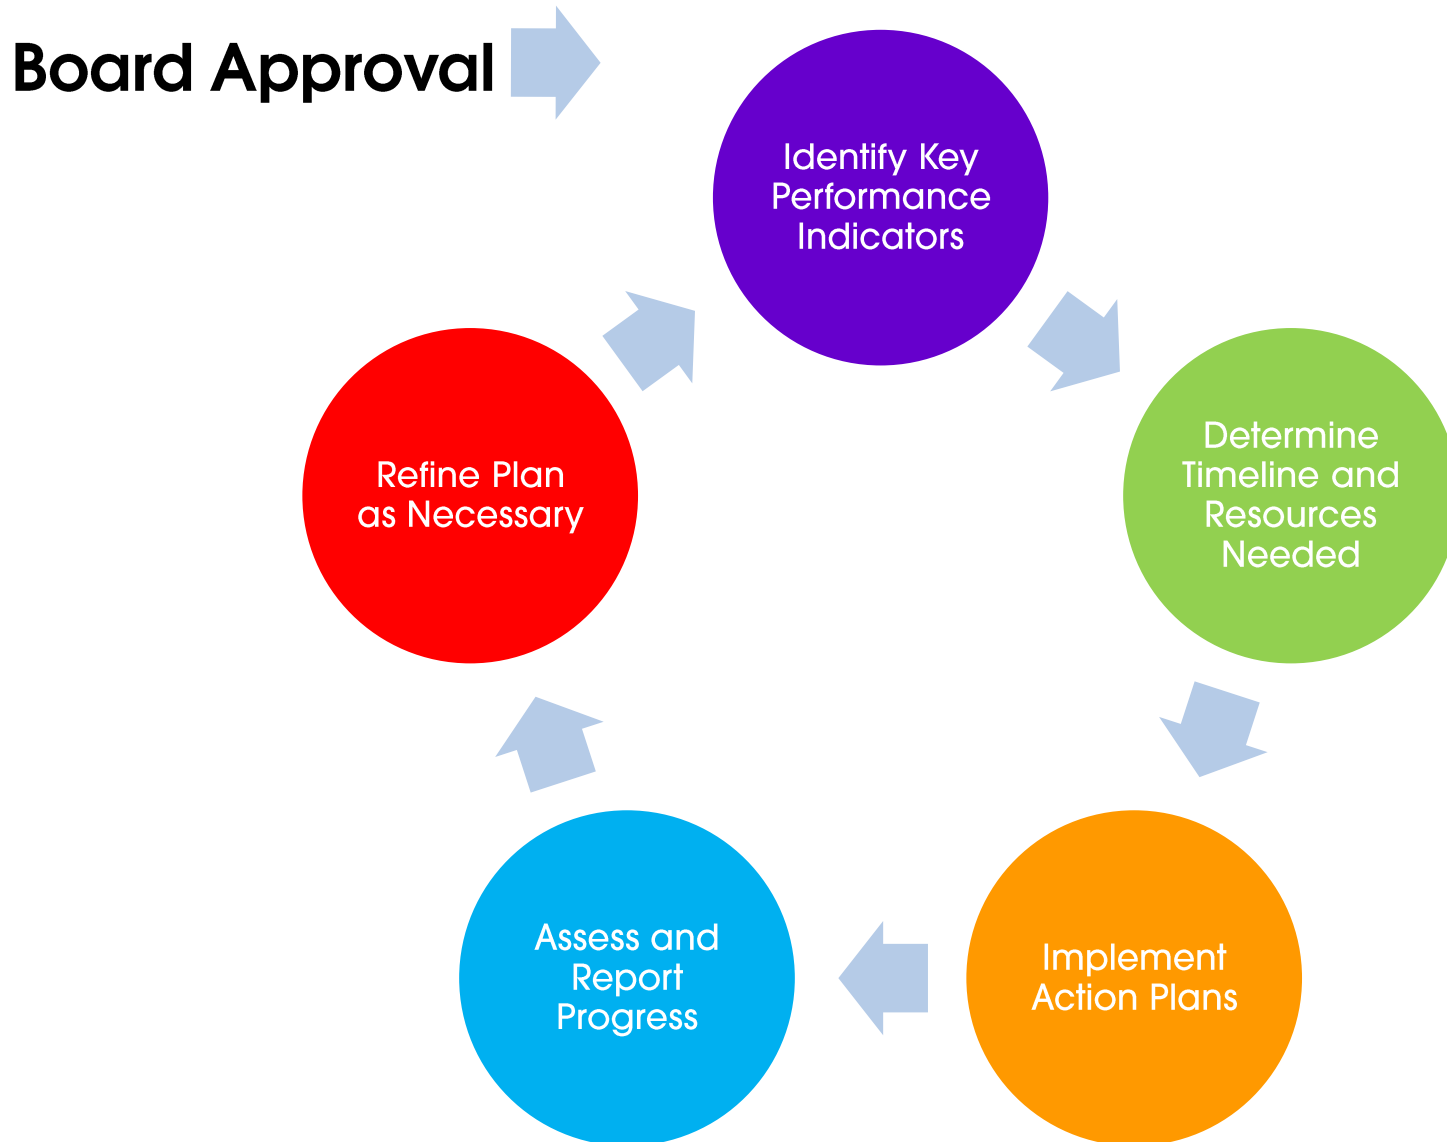 Board Approval
Identify Key
Performance
Indicators
Determine
Timeline and
Resources
Needed
Implement
Action Plans
Assess and
Report
Progress
Refine Plan
as Necessary